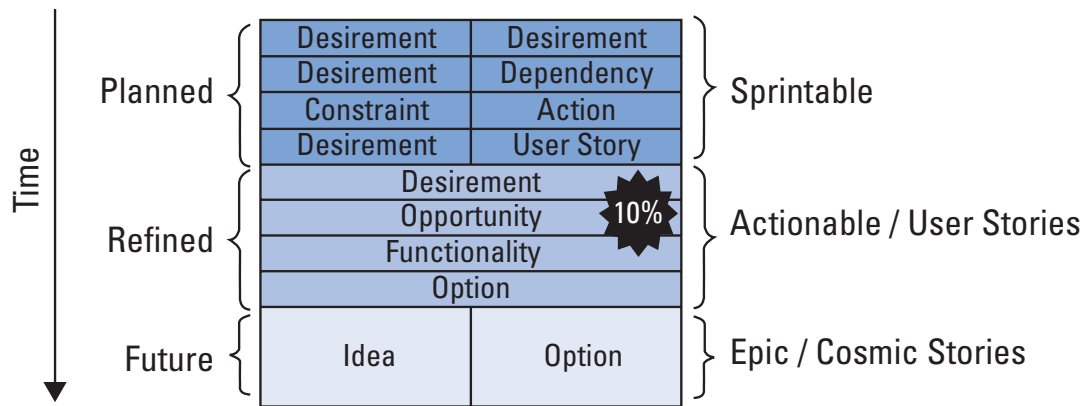 Time
Planned
Desirement Desirement
Desirement Dependency
Constraint Action
Desirement User Story
Sprintable
Refined
Desirement
Opportunity
10%
Functionality
Option
Actionable / User Stories
Future
Idea Option
Epic / Cosmic Stories